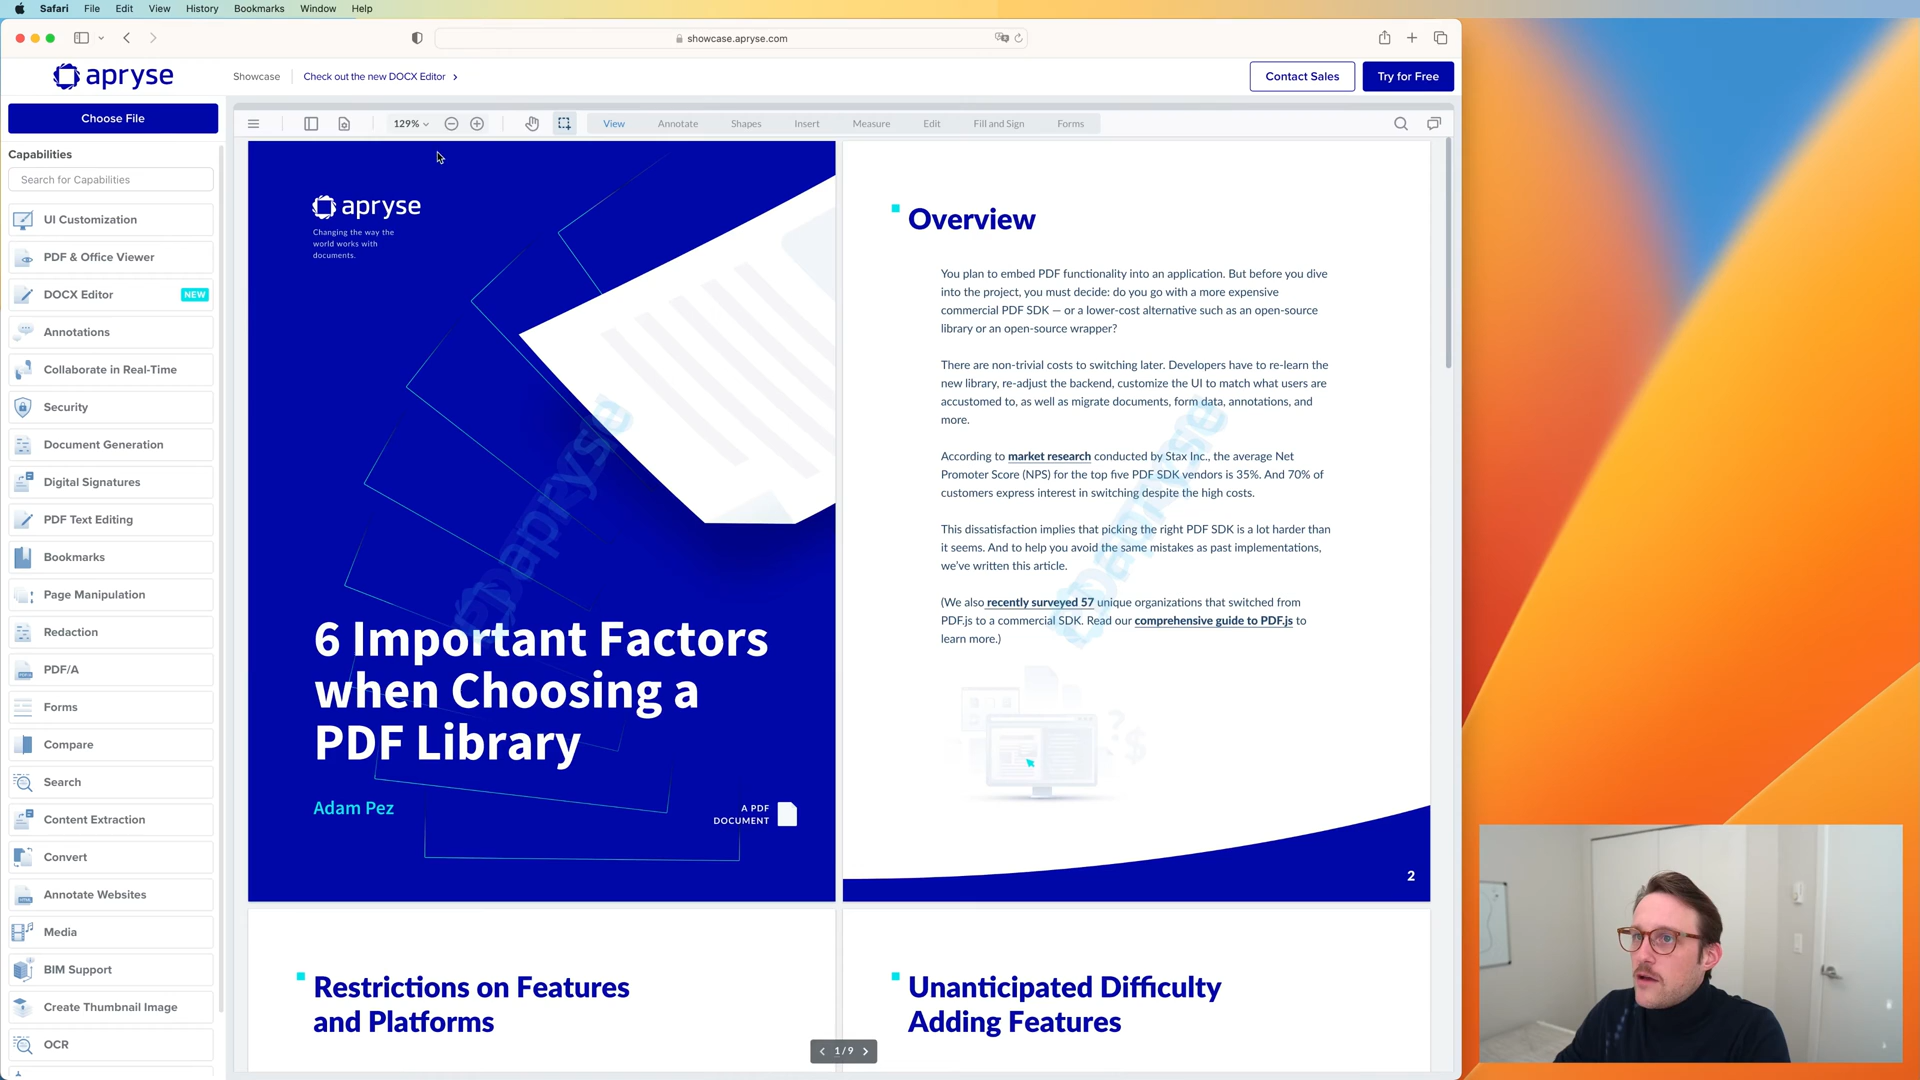 Safari File Edit View History Bookmarks Window Help
showcase.apryse.com
apryse
Showcase
Check out the new DOCX Editor
Contact Sales
Try for Free
Choose File
Capabilities
Search for Capabilities
UI Customization
PDF & Office Viewer
DOCX Editor
NEW
Annotations
Collaborate in Real-Time
Security
Document Generation
Digital Signatures
PDF Text Editing
Bookmarks
Page Manipulation
Redaction
PDF/A
Forms
Compare
Search
Content Extraction
Convert
Annotate Websites
Media
BIM Support
Create Thumbnail Image
OCR
129%
View Annotate Shapes Insert Measure Edit Fill and Sign Forms
apryse
Changing the way the
world works with
documents.
apryse
6 Important Factors
when Choosing a
PDF Library
Adam Pez
A PDF
DOCUMENT
Overview
You plan to embed PDF functionality into an application. But before you dive
into the project, you must decide: do you go with a more expensive
commercial PDF SDK — or a lower-cost alternative such as an open-source
library or an open-source wrapper?
There are non-trivial costs to switching later. Developers have to re-learn the
new library, re-adjust the backend, customize the UI to match what users are
accustomed to, as well as migrate documents, form data, annotations, and
more.
According to market research conducted by Stax Inc., the average Net
Promoter Score (NPS) for the top five PDF SDK vendors is 35%. And 70% of
customers express interest in switching despite the high costs.
This dissatisfaction implies that picking the right PDF SDK is a lot harder than
it seems. And to help you avoid the same mistakes as past implementations,
we've written this article.
(We also recently surveyed 57 unique organizations that switched from
PDF.js to a commercial SDK. Read our comprehensive guide to PDF.js to
learn more.)
apryse
2
Restrictions on Features
and Platforms
Unanticipated Difficulty
Adding Features
1/9